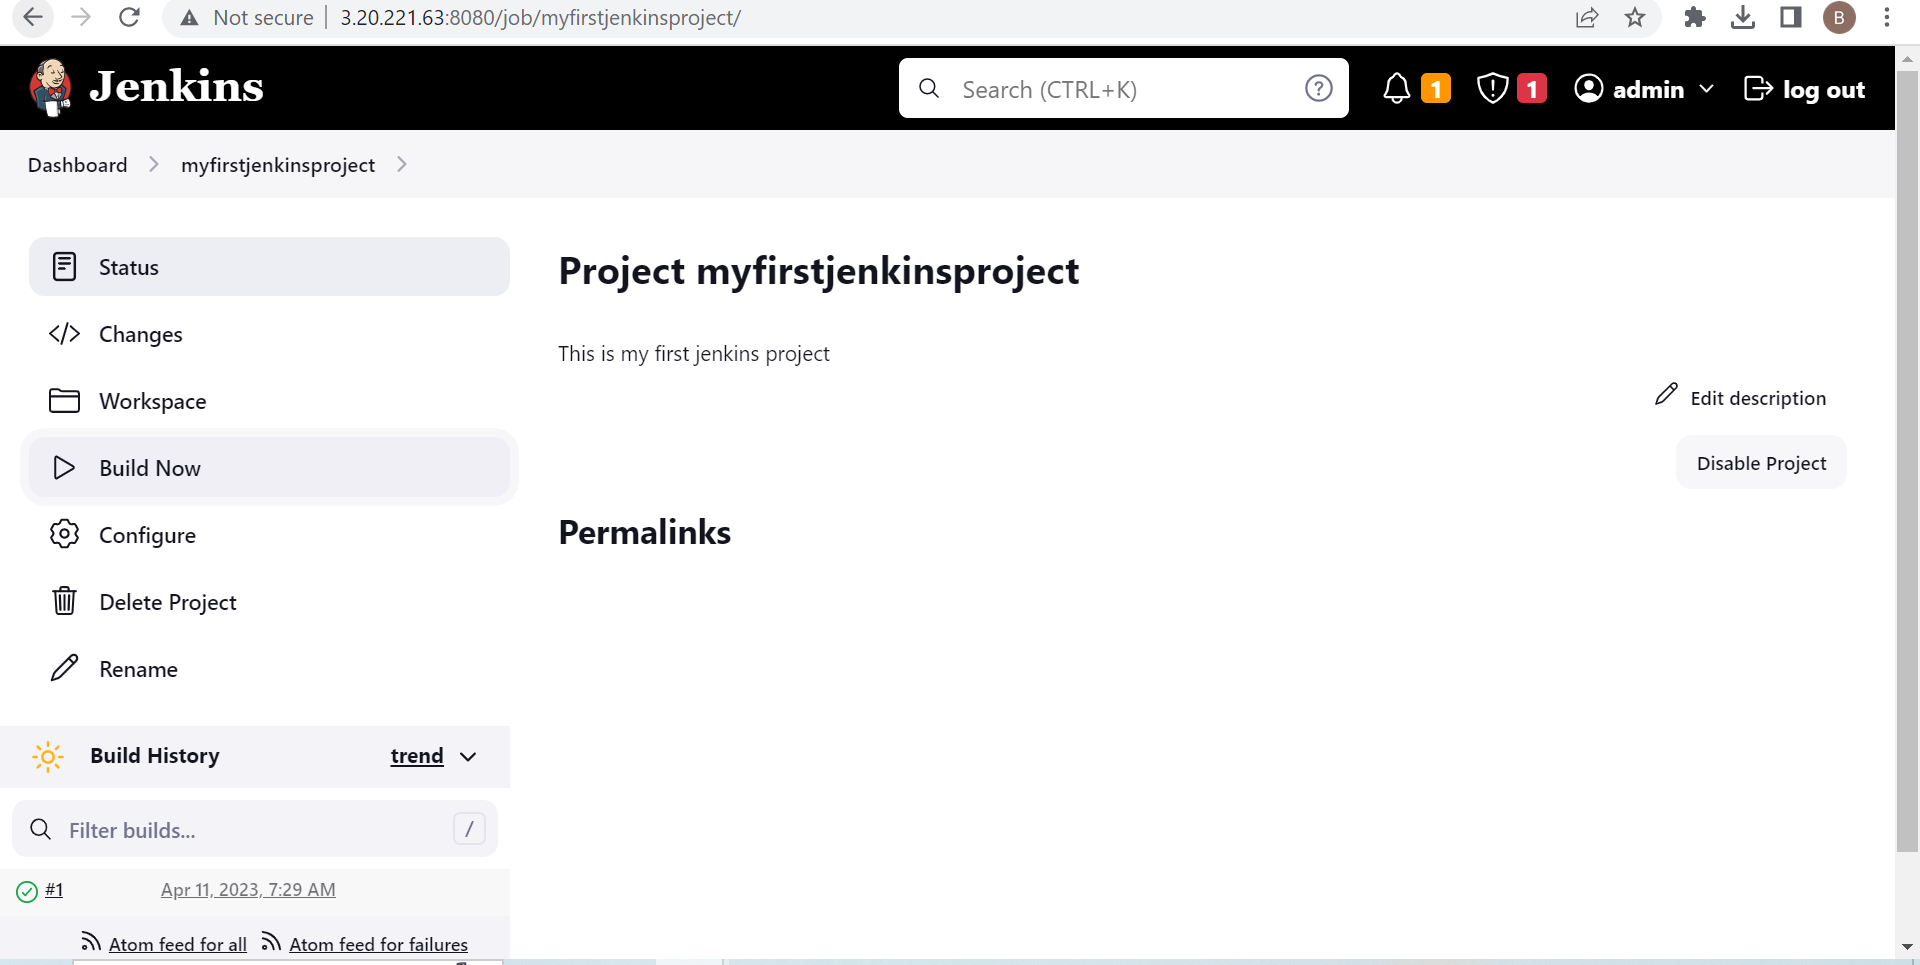 Not secure | 3.20.221.63:8080/job/myfirstjenkinsproject/
B
Jenkins
Search (CTRL+K)
?
1
1
admin
log out
Dashboard
myfirstjenkinsproject
Status
Changes
Workspace
Build Now
Configure
Delete Project
Rename
Project myfirstjenkinsproject
This is my first jenkins project
Edit description
Disable Project
Permalinks
Build History
trend
Filter builds...
/
#1
Apr 11, 2023, 7:29 AM
Atom feed for all
Atom feed for failures